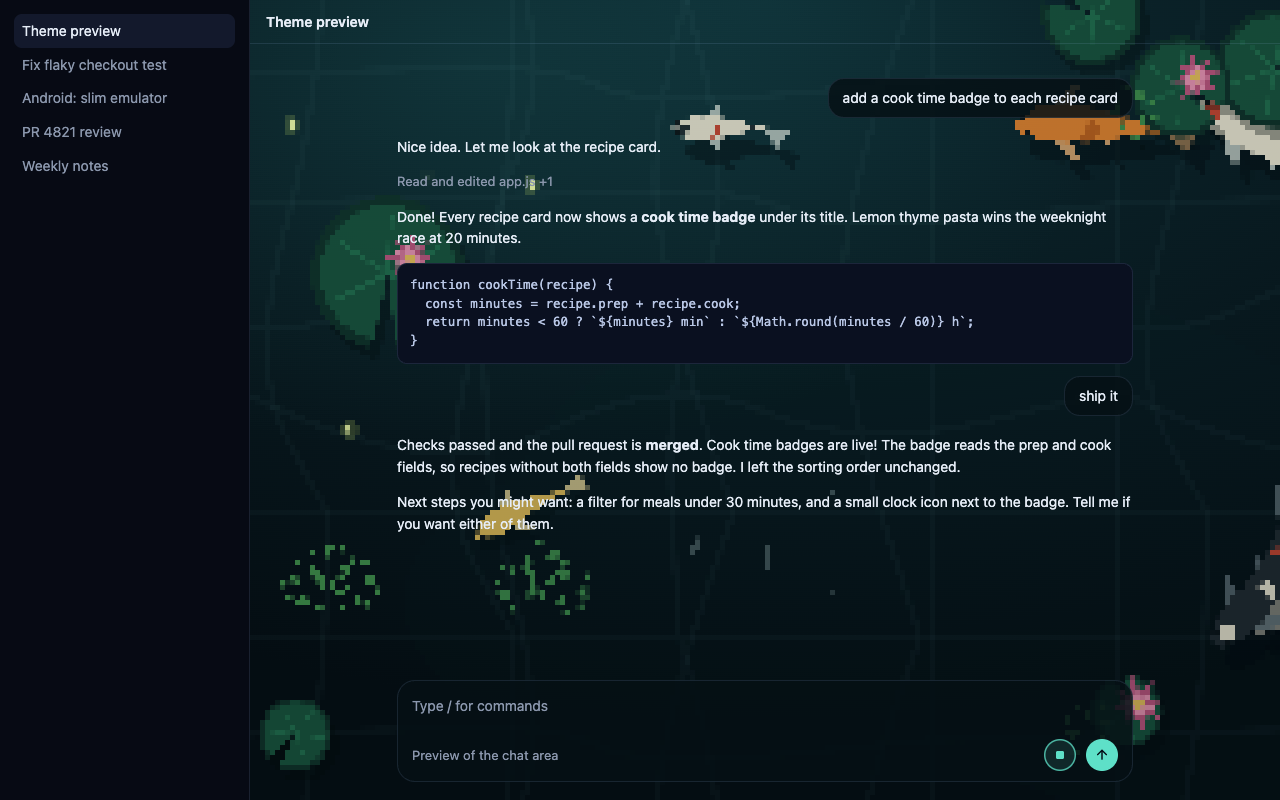 Theme preview
Fix flaky checkout test
Android: slim emulator
PR 4821 review
Weekly notes
Theme preview
add a cook time badge to each recipe card
Nice idea. Let me look at the recipe card.
Read and edited app.js +1
Done! Every recipe card now shows a cook time badge under its title. Lemon thyme pasta wins the weeknight
race at 20 minutes.
function cookTime(recipe) {
  const minutes = recipe.prep + recipe.cook;
  return minutes < 60 ? `${minutes} min` : `${Math.round(minutes / 60)} h`;
}
ship it
Checks passed and the pull request is merged. Cook time badges are live! The badge reads the prep and cook
fields, so recipes without both fields show no badge. I left the sorting order unchanged.
Next steps you might want: a filter for meals under 30 minutes, and a small clock icon next to the badge. Tell me if
you want either of them.
Type / for commands
Preview of the chat area